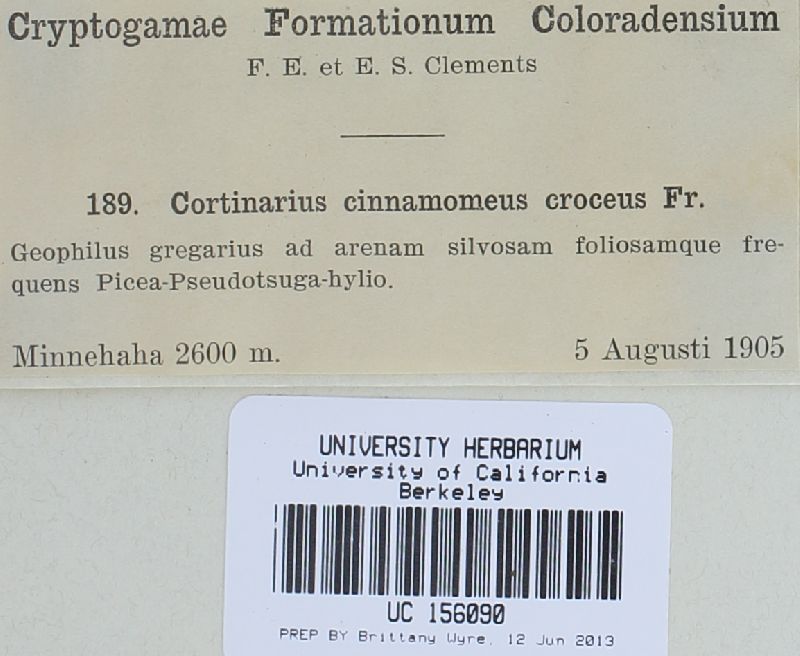 Cryptogamae Formationum Coloradensium
F. E. et E. S. Clements
189. Cortinarius cinnamomeus croceus Fr.
Geophilus gregarius ad arenam silvosam foliosamque fre-
quens Picea-Pseudotsuga-hylio.
Minnehaha 2600 m. 5 Augusti 1905
UNIVERSITY HERBARIUM
University of California
Berkeley
UC 156090
PREP BY Brittany Wyre, 12 Jun 2013